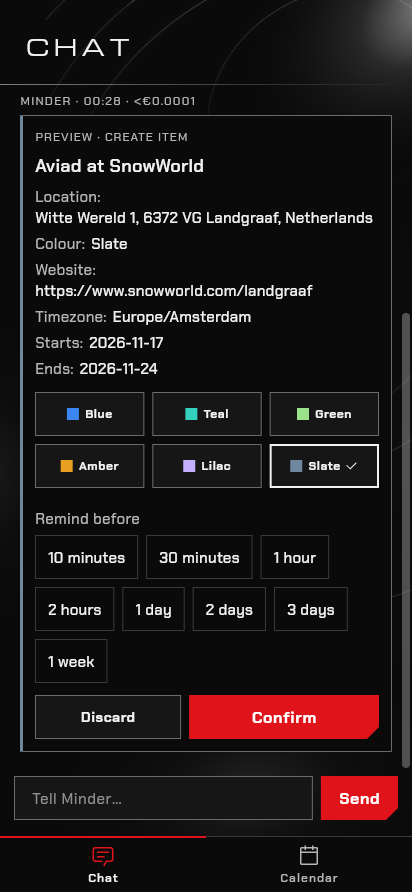 CHAT
MINDER · 00:28 · <€0.0001
PREVIEW · CREATE ITEM
Aviad at SnowWorld
Location:
Witte Wereld 1, 6372 VG Landgraaf, Netherlands
Colour: Slate
Website:
https://www.snowworld.com/landgraaf
Timezone: Europe/Amsterdam
Starts: 2026-11-17
Ends: 2026-11-24
Blue Teal Green
Amber Lilac Slate ✓
Remind before
10 minutes 30 minutes 1 hour
2 hours 1 day 2 days 3 days
1 week
Discard Confirm
Tell Minder... Send
Chat Calendar